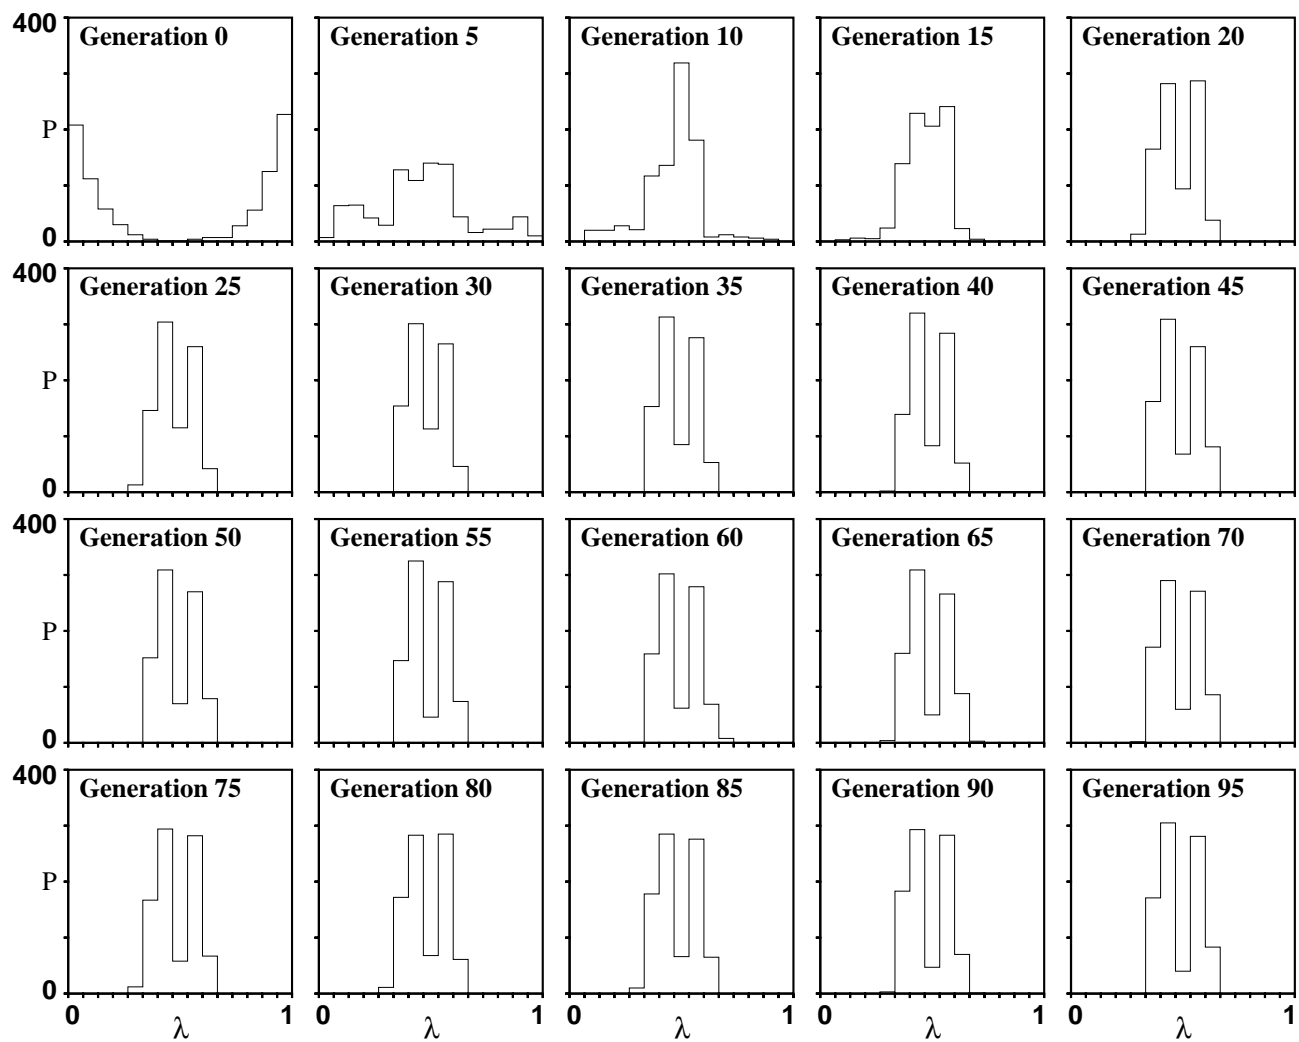 400 Generation 0 Generation 5 Generation 10 Generation 15 Generation 20
P
0
400 Generation 25 Generation 30 Generation 35 Generation 40 Generation 45
P
0
400 Generation 50 Generation 55 Generation 60 Generation 65 Generation 70
P
0
400 Generation 75 Generation 80 Generation 85 Generation 90 Generation 95
P
0
0 1 0 1 0 1 0 1 0 1
λ λ λ λ λ